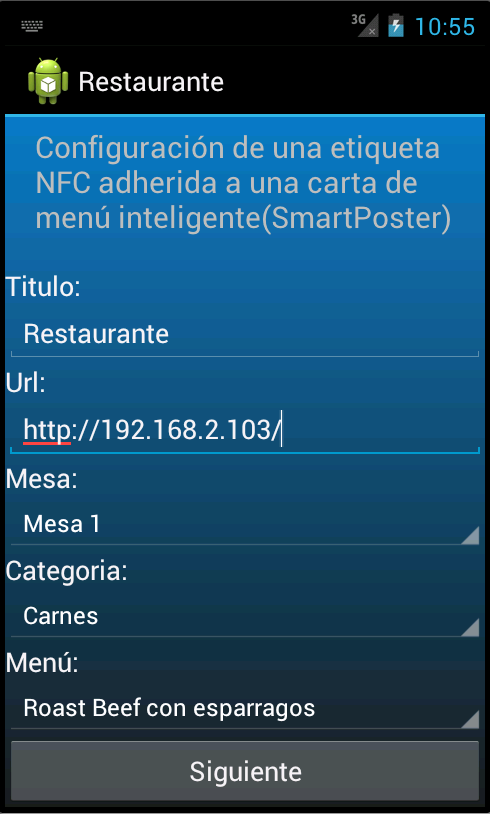 3G 10:55
Restaurante
Configuración de una etiqueta
NFC adherida a una carta de
menú inteligente(SmartPoster)
Titulo:
Restaurante
Url:
http://192.168.2.103/
Mesa:
Mesa 1
Categoria:
Carnes
Menú:
Roast Beef con esparragos
Siguiente